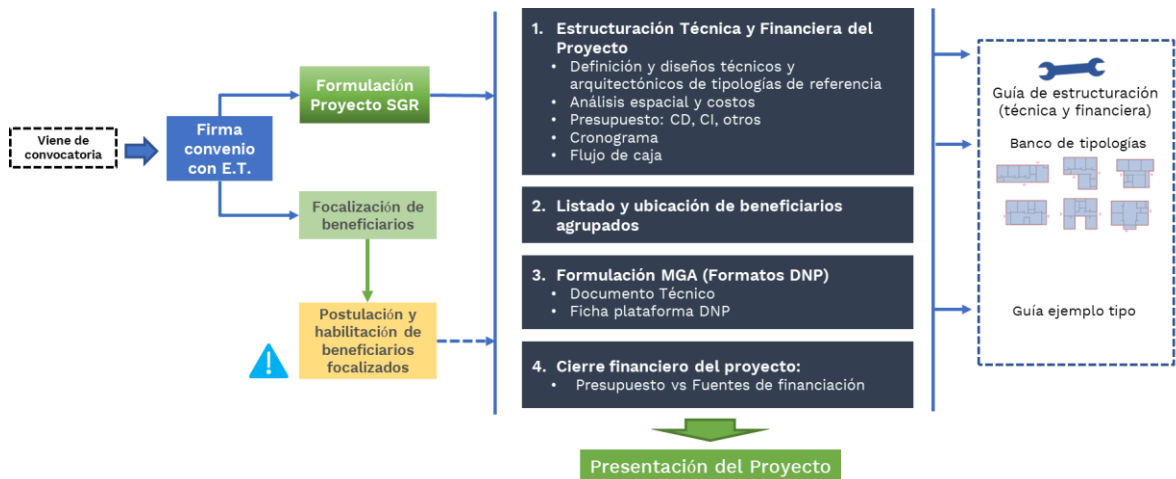 Viene de
convocatoria
Firma
convenio
con E.T.
Formulación
Proyecto SGR
Focalización de
beneficiarios
Postulación y
habilitación de
beneficiarios
focalizados
1. Estructuración Técnica y Financiera del
Proyecto
• Definición y diseños técnicos y
arquitectónicos de tipologías de referencia
• Análisis espacial y costos
• Presupuesto: CD, CI, otros
• Cronograma
• Flujo de caja
2. Listado y ubicación de beneficiarios
agrupados
3. Formulación MGA (Formatos DNP)
• Documento Técnico
• Ficha plataforma DNP
4. Cierre financiero del proyecto:
• Presupuesto vs Fuentes de financiación
Presentación del Proyecto
Guía de estructuración
(técnica y financiera)
Banco de tipologías
Guía ejemplo tipo